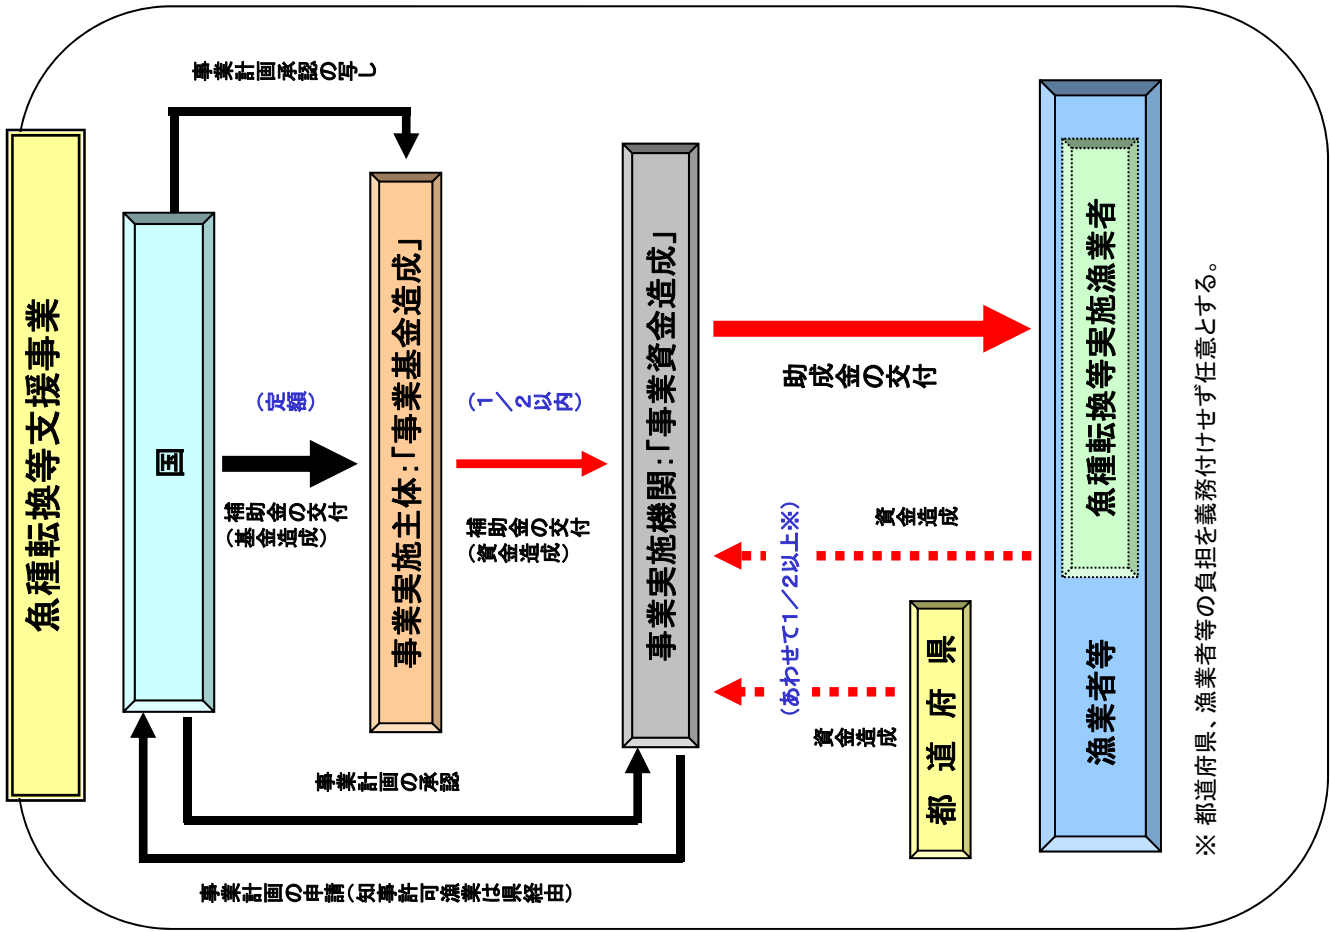 魚種転換等支援事業
事業計画承認の写し
国
(定額)
補助金の交付
(基金造成)
事業実施主体:「事業基金造成」
(1/2以内)
補助金の交付
(資金造成)
事業実施機関:「事業資金造成」
事業計画の承認
事業計画の申請(知事許可漁業は県経由)
助成金の交付
(あわせて1/2以上※)
資金造成
資金造成
都道府県
魚種転換等実施漁業者
漁業者等
※ 都道府県、漁業者等の負担を義務付けせず任意とする。